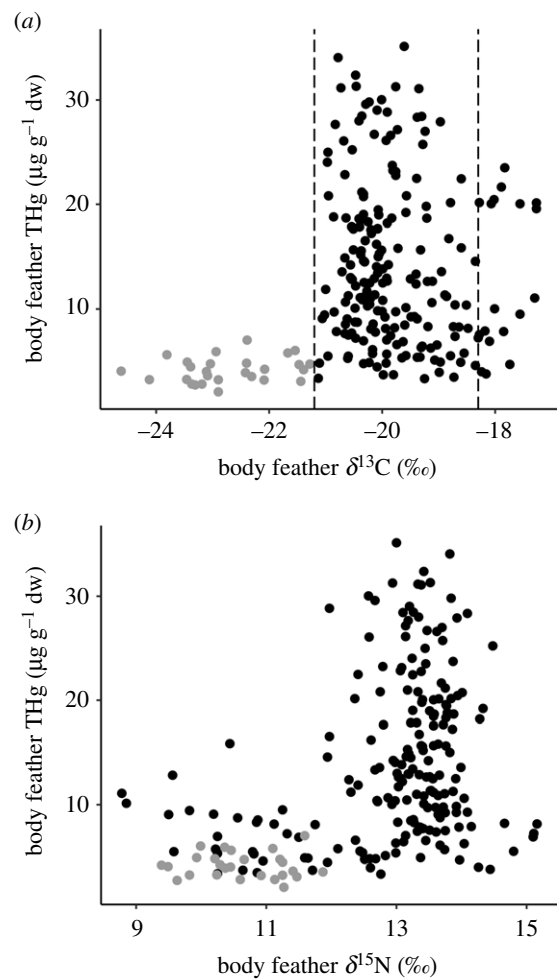 (a)
body feather THg (µg g⁻¹ dw)
30
20
10
−24 −22 −20 −18
body feather δ¹³C (‰)
(b)
body feather THg (µg g⁻¹ dw)
30
20
10
9 11 13 15
body feather δ¹⁵N (‰)